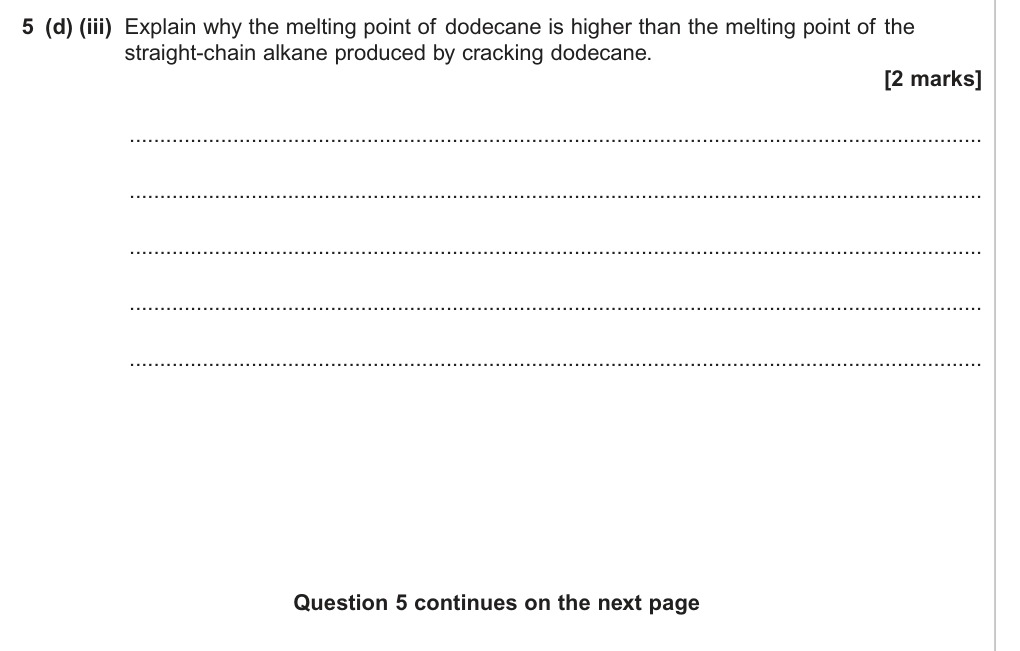 5 (d) (iii) Explain why the melting point of dodecane is higher than the melting point of the
straight-chain alkane produced by cracking dodecane.
[2 marks]
Question 5 continues on the next page